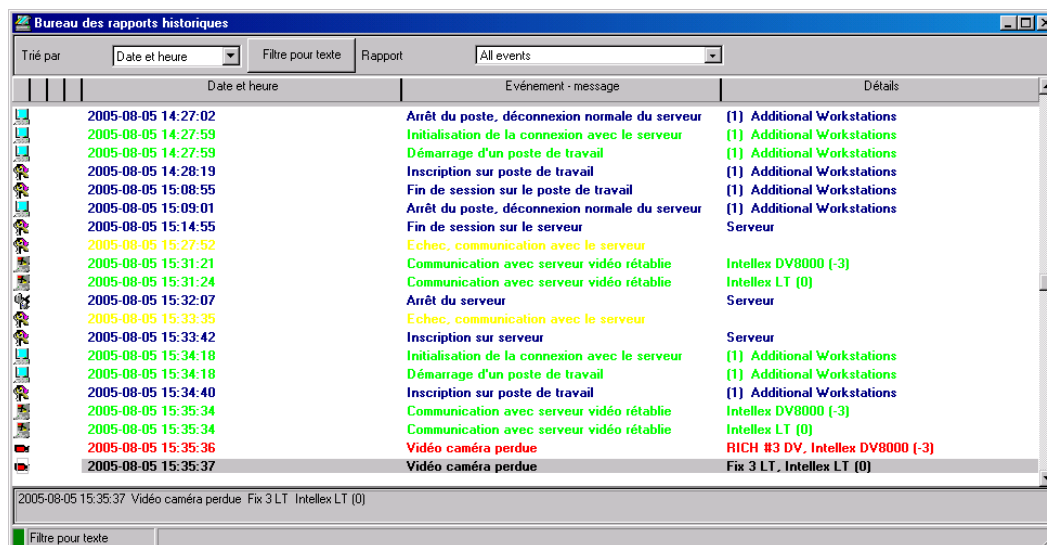 Bureau des rapports historiques
Trié par Date et heure Filtre pour texte Rapport All events
Date et heure Evénement - message Détails
2005-08-05 14:27:02 Arrêt du poste, déconnexion normale du serveur (1) Additional Workstations
2005-08-05 14:27:59 Initialisation de la connexion avec le serveur (1) Additional Workstations
2005-08-05 14:27:59 Démarrage d'un poste de travail (1) Additional Workstations
2005-08-05 14:28:19 Inscription sur poste de travail (1) Additional Workstations
2005-08-05 15:08:55 Fin de session sur le poste de travail (1) Additional Workstations
2005-08-05 15:09:01 Arrêt du poste, déconnexion normale du serveur (1) Additional Workstations
2005-08-05 15:14:55 Fin de session sur le serveur Serveur
2005-08-05 15:27:52 Echec, communication avec le serveur
2005-08-05 15:31:21 Communication avec serveur vidéo rétablie Intellex DV8000 (-3)
2005-08-05 15:31:24 Communication avec serveur vidéo rétablie Intellex LT (0)
2005-08-05 15:32:07 Arrêt du serveur Serveur
2005-08-05 15:33:35 Echec, communication avec le serveur
2005-08-05 15:33:42 Inscription sur serveur Serveur
2005-08-05 15:34:18 Initialisation de la connexion avec le serveur (1) Additional Workstations
2005-08-05 15:34:18 Démarrage d'un poste de travail (1) Additional Workstations
2005-08-05 15:34:40 Inscription sur poste de travail (1) Additional Workstations
2005-08-05 15:35:34 Communication avec serveur vidéo rétablie Intellex DV8000 (-3)
2005-08-05 15:35:34 Communication avec serveur vidéo rétablie Intellex LT (0)
2005-08-05 15:35:36 Vidéo caméra perdue RICH #3 DV, Intellex DV8000 (-3)
2005-08-05 15:35:37 Vidéo caméra perdue Fix 3 LT, Intellex LT (0)
2005-08-05 15:35:37 Vidéo caméra perdue Fix 3 LT Intellex LT (0)
Filtre pour texte